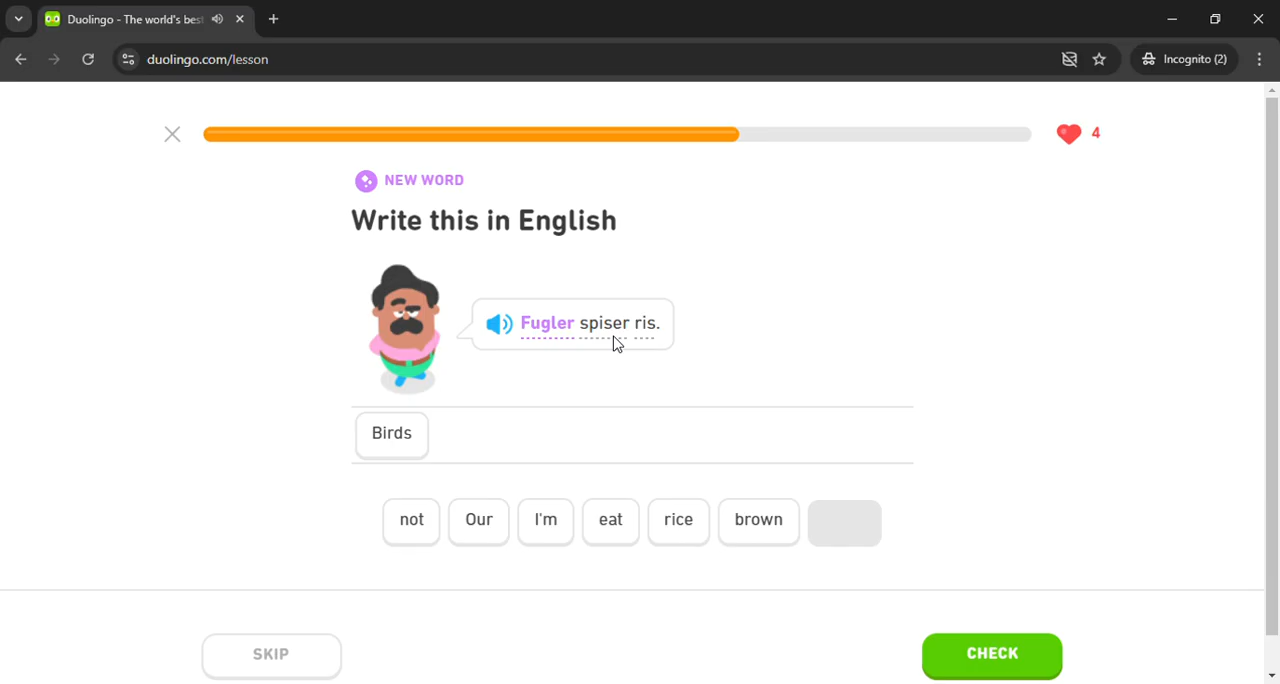 Duolingo - The world's bes
duolingo.com/lesson
Incognito (2)
4
NEW WORD
Write this in English
Fugler spiser ris.
Birds
not Our I'm eat rice brown
SKIP CHECK